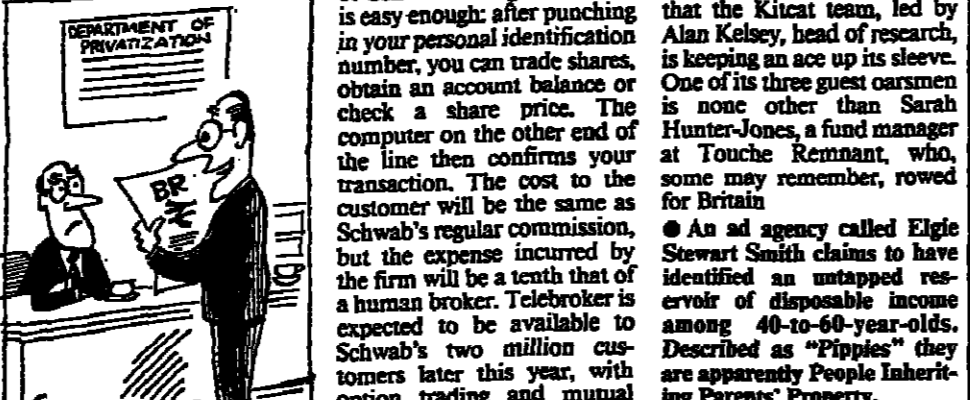 DEPARTMENT OF
PRIVATIZATION
BR
is easy enough: after punching
in your personal identification
number, you can trade shares,
obtain an account balance or
check a share price. The
computer on the other end of
the line then confirms your
transaction. The cost to the
customer will be the same as
Schwab's regular commission,
but the expense incurred by
the firm will be a tenth that of
a human broker. Telebroker is
expected to be available to
Schwab's two million cus-
tomers later this year, with
option trading and mutual
that the Kitcat team, led by
Alan Kelsey, head of research,
is keeping an ace up its sleeve.
One of its three guest oarsmen
is none other than Sarah
Hunter-Jones, a fund manager
at Touche Remnant, who,
some may remember, rowed
for Britain
● An ad agency called Elgie
Stewart Smith claims to have
identified an untapped res-
ervoir of disposable income
among 40-to-60-year-olds.
Described as "Pippies" they
are apparently People Inherit-
ing Parents' Property.